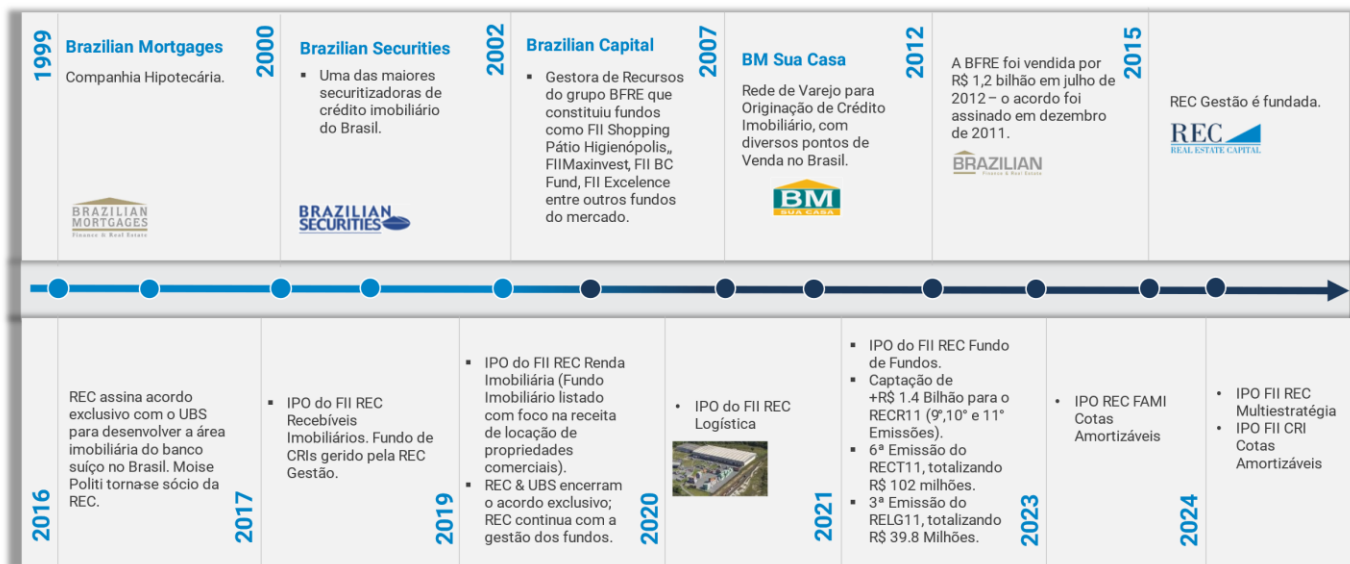 1999
Brazilian Mortgages
Companhia Hipotecária.
BRAZILIAN
MORTGAGES
Finance & Real Estate
2000
Brazilian Securities
▪ Uma das maiores
securitizadoras de
crédito imobiliário
do Brasil.
BRAZILIAN
SECURITIES
2002
Brazilian Capital
▪ Gestora de Recursos
do grupo BFRE que
constituiu fundos
como FII Shopping
Pátio Higienópolis,,
FIIMaxinvest, FII BC
Fund, FII Excelence
entre outros fundos
do mercado.
2007
BM Sua Casa
Rede de Varejo para
Originação de Crédito
Imobiliário, com
diversos pontos de
Venda no Brasil.
BM
SUA CASA
2012
A BFRE foi vendida por
R$ 1,2 bilhão em julho de
2012 – o acordo foi
assinado em dezembro
de 2011.
BRAZILIAN
Finance & Real Estate
2015
REC Gestão é fundada.
REC
REAL ESTATE CAPITAL
2016
REC assina acordo
exclusivo com o UBS
para desenvolver a área
imobiliária do banco
suíço no Brasil. Moise
Politi torna-se sócio da
REC.
2017
▪ IPO do FII REC
Recebíveis
Imobiliários. Fundo de
CRIs gerido pela REC
Gestão.
2019
▪ IPO do FII REC Renda
Imobiliária (Fundo
Imobiliário listado
com foco na receita
de locação de
propriedades
comerciais).
▪ REC & UBS encerram
o acordo exclusivo;
REC continua com a
gestão dos fundos.
2020
• IPO do FII REC
Logística
2021
▪ IPO do FII REC Fundo
de Fundos.
▪ Captação de
+R$ 1.4 Bilhão para o
RECR11 (9°,10° e 11°
Emissões).
▪ 6ª Emissão do
RECT11, totalizando
R$ 102 milhões.
▪ 3ª Emissão do
RELG11, totalizando
R$ 39.8 Milhões.
2023
• IPO REC FAMI
Cotas
Amortizáveis
2024
• IPO FII REC
Multiestratégia
• IPO FII CRI
Cotas
Amortizáveis